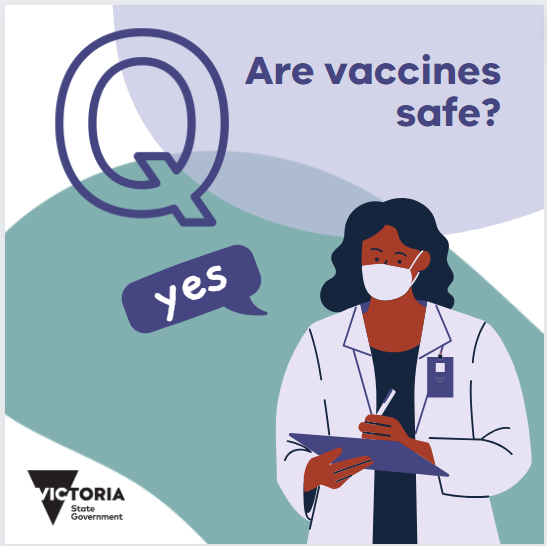 Q
Are vaccines
safe?
yes
VICTORIA
State
Government